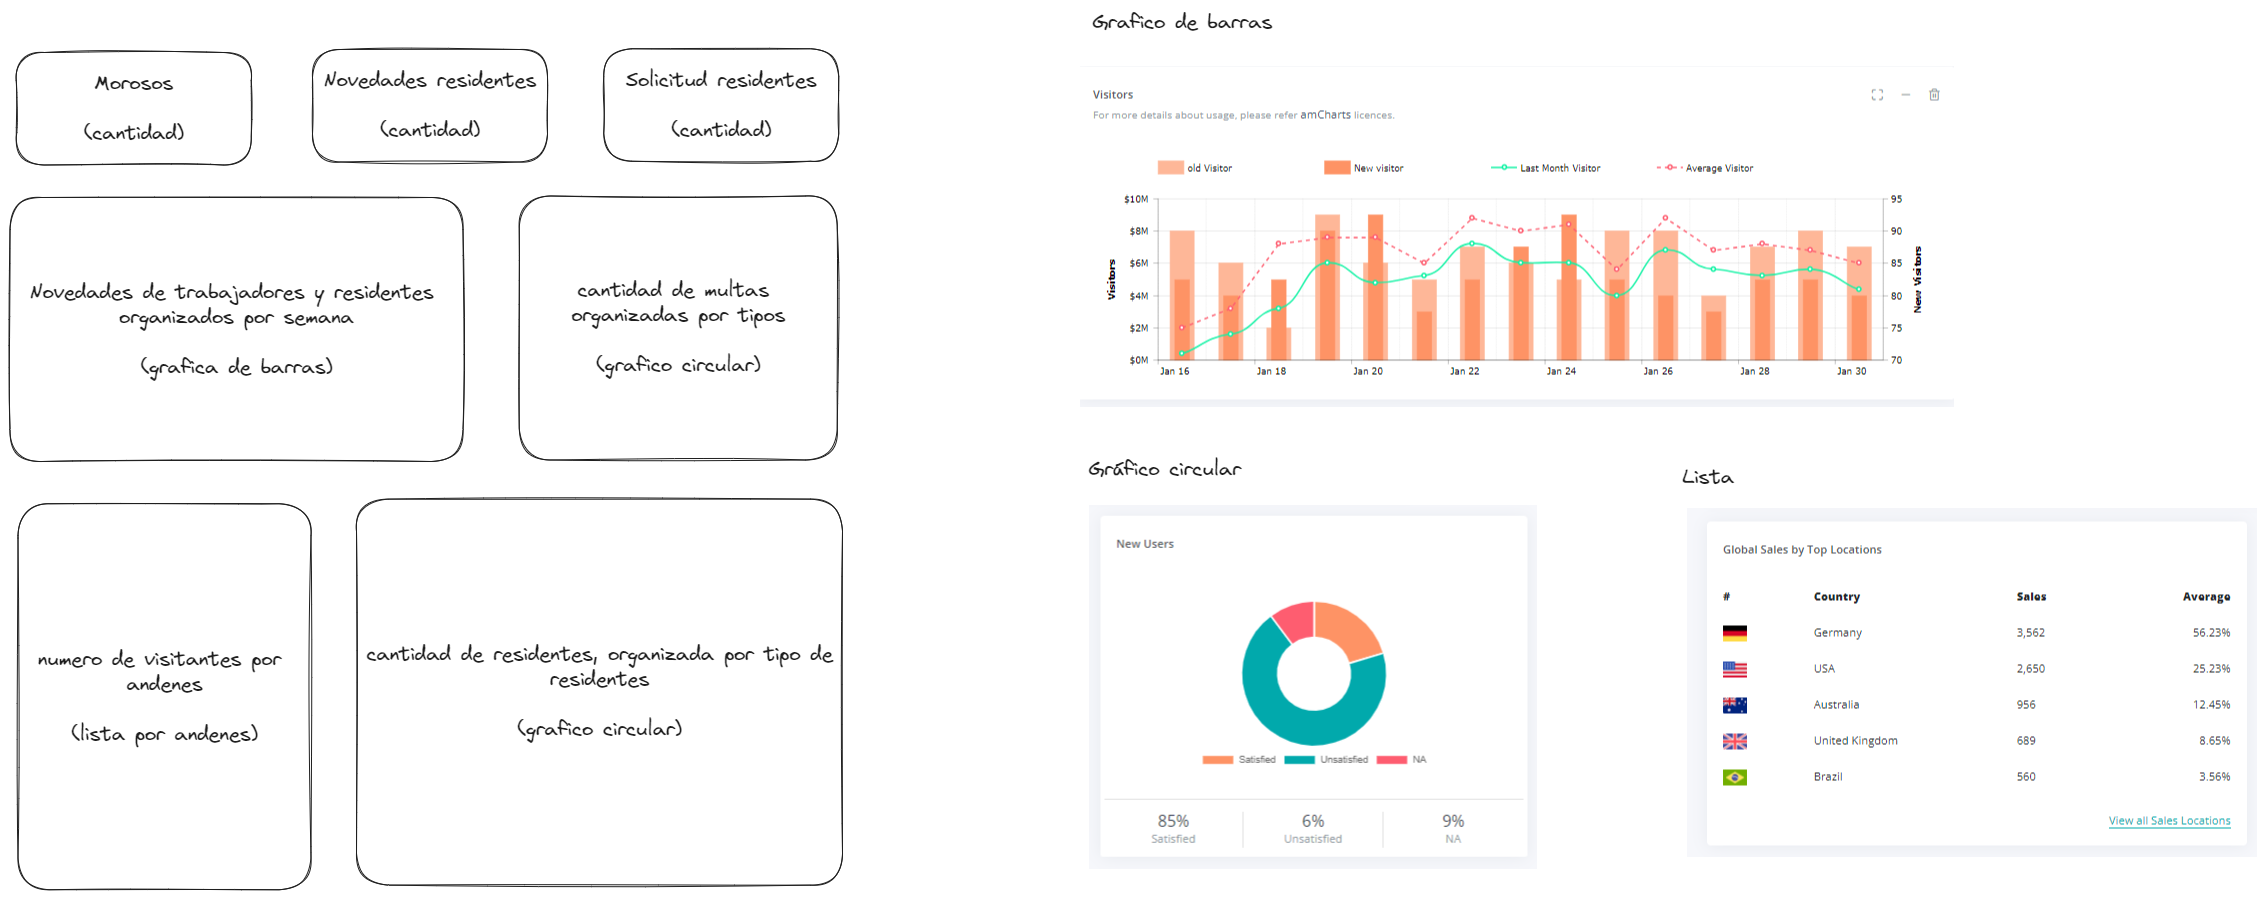 Morosos
(cantidad)
Novedades residentes
(cantidad)
Solicitud residentes
(cantidad)
Novedades de trabajadores y residentes
organizados por semana
(grafica de barras)
cantidad de multas
organizadas por tipos
(grafico circular)
numero de visitantes por
andenes
(lista por andenes)
cantidad de residentes, organizada por tipo de
residentes
(grafico circular)
Grafico de barras
Visitors
For more details about usage, please refer amCharts licences.
old Visitor New visitor Last Month Visitor Average Visitor
$10M
$8M
$6M
$4M
$2M
$0M
Visitors
95
90
85
80
75
70
New Visitors
Jan 16 Jan 18 Jan 20 Jan 22 Jan 24 Jan 26 Jan 28 Jan 30
Gráfico circular
New Users
Satisfied Unsatisfied NA
85% 6% 9%
Satisfied Unsatisfied NA
Lista
Global Sales by Top Locations
# Country Sales Average
Germany 3,562 56.23%
USA 2,650 25.23%
Australia 956 12.45%
United Kingdom 689 8.65%
Brazil 560 3.56%
View all Sales Locations